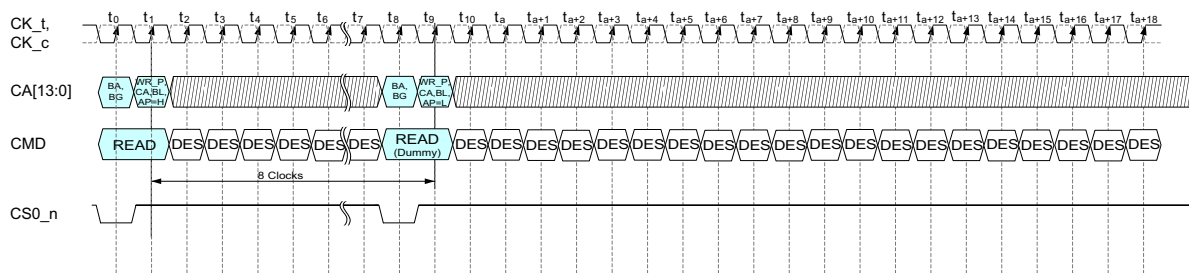 CK_t, t0 t1 t2 t3 t4 t5 t6 t7 t8 t9 t10 ta ta+1 ta+2 ta+3 ta+4 ta+5 ta+6 ta+7 ta+8 ta+9 ta+10 ta+11 ta+12 ta+13 ta+14 ta+15 ta+16 ta+17 ta+18
CK_c
CA[13:0] BA, BG WR_P, CA,BL, AP=H BA, BG WR_P, CA,BL, AP=L
CMD READ DES DES DES DES DES DES READ (Dummy) DES DES DES DES DES DES DES DES DES DES DES DES DES DES DES DES DES DES DES DES
8 Clocks
CS0_n